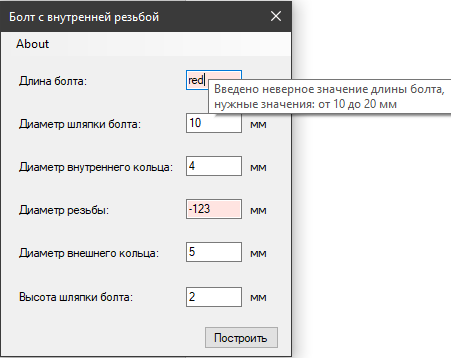 Болт с внутренней резьбой
About
Длина болта: red
Введено неверное значение длины болта,
нужные значения: от 10 до 20 мм
Диаметр шляпки болта: 10 мм
Диаметр внутреннего кольца: 4 мм
Диаметр резьбы: -123 мм
Диаметр внешнего кольца: 5 мм
Высота шляпки болта: 2 мм
Построить